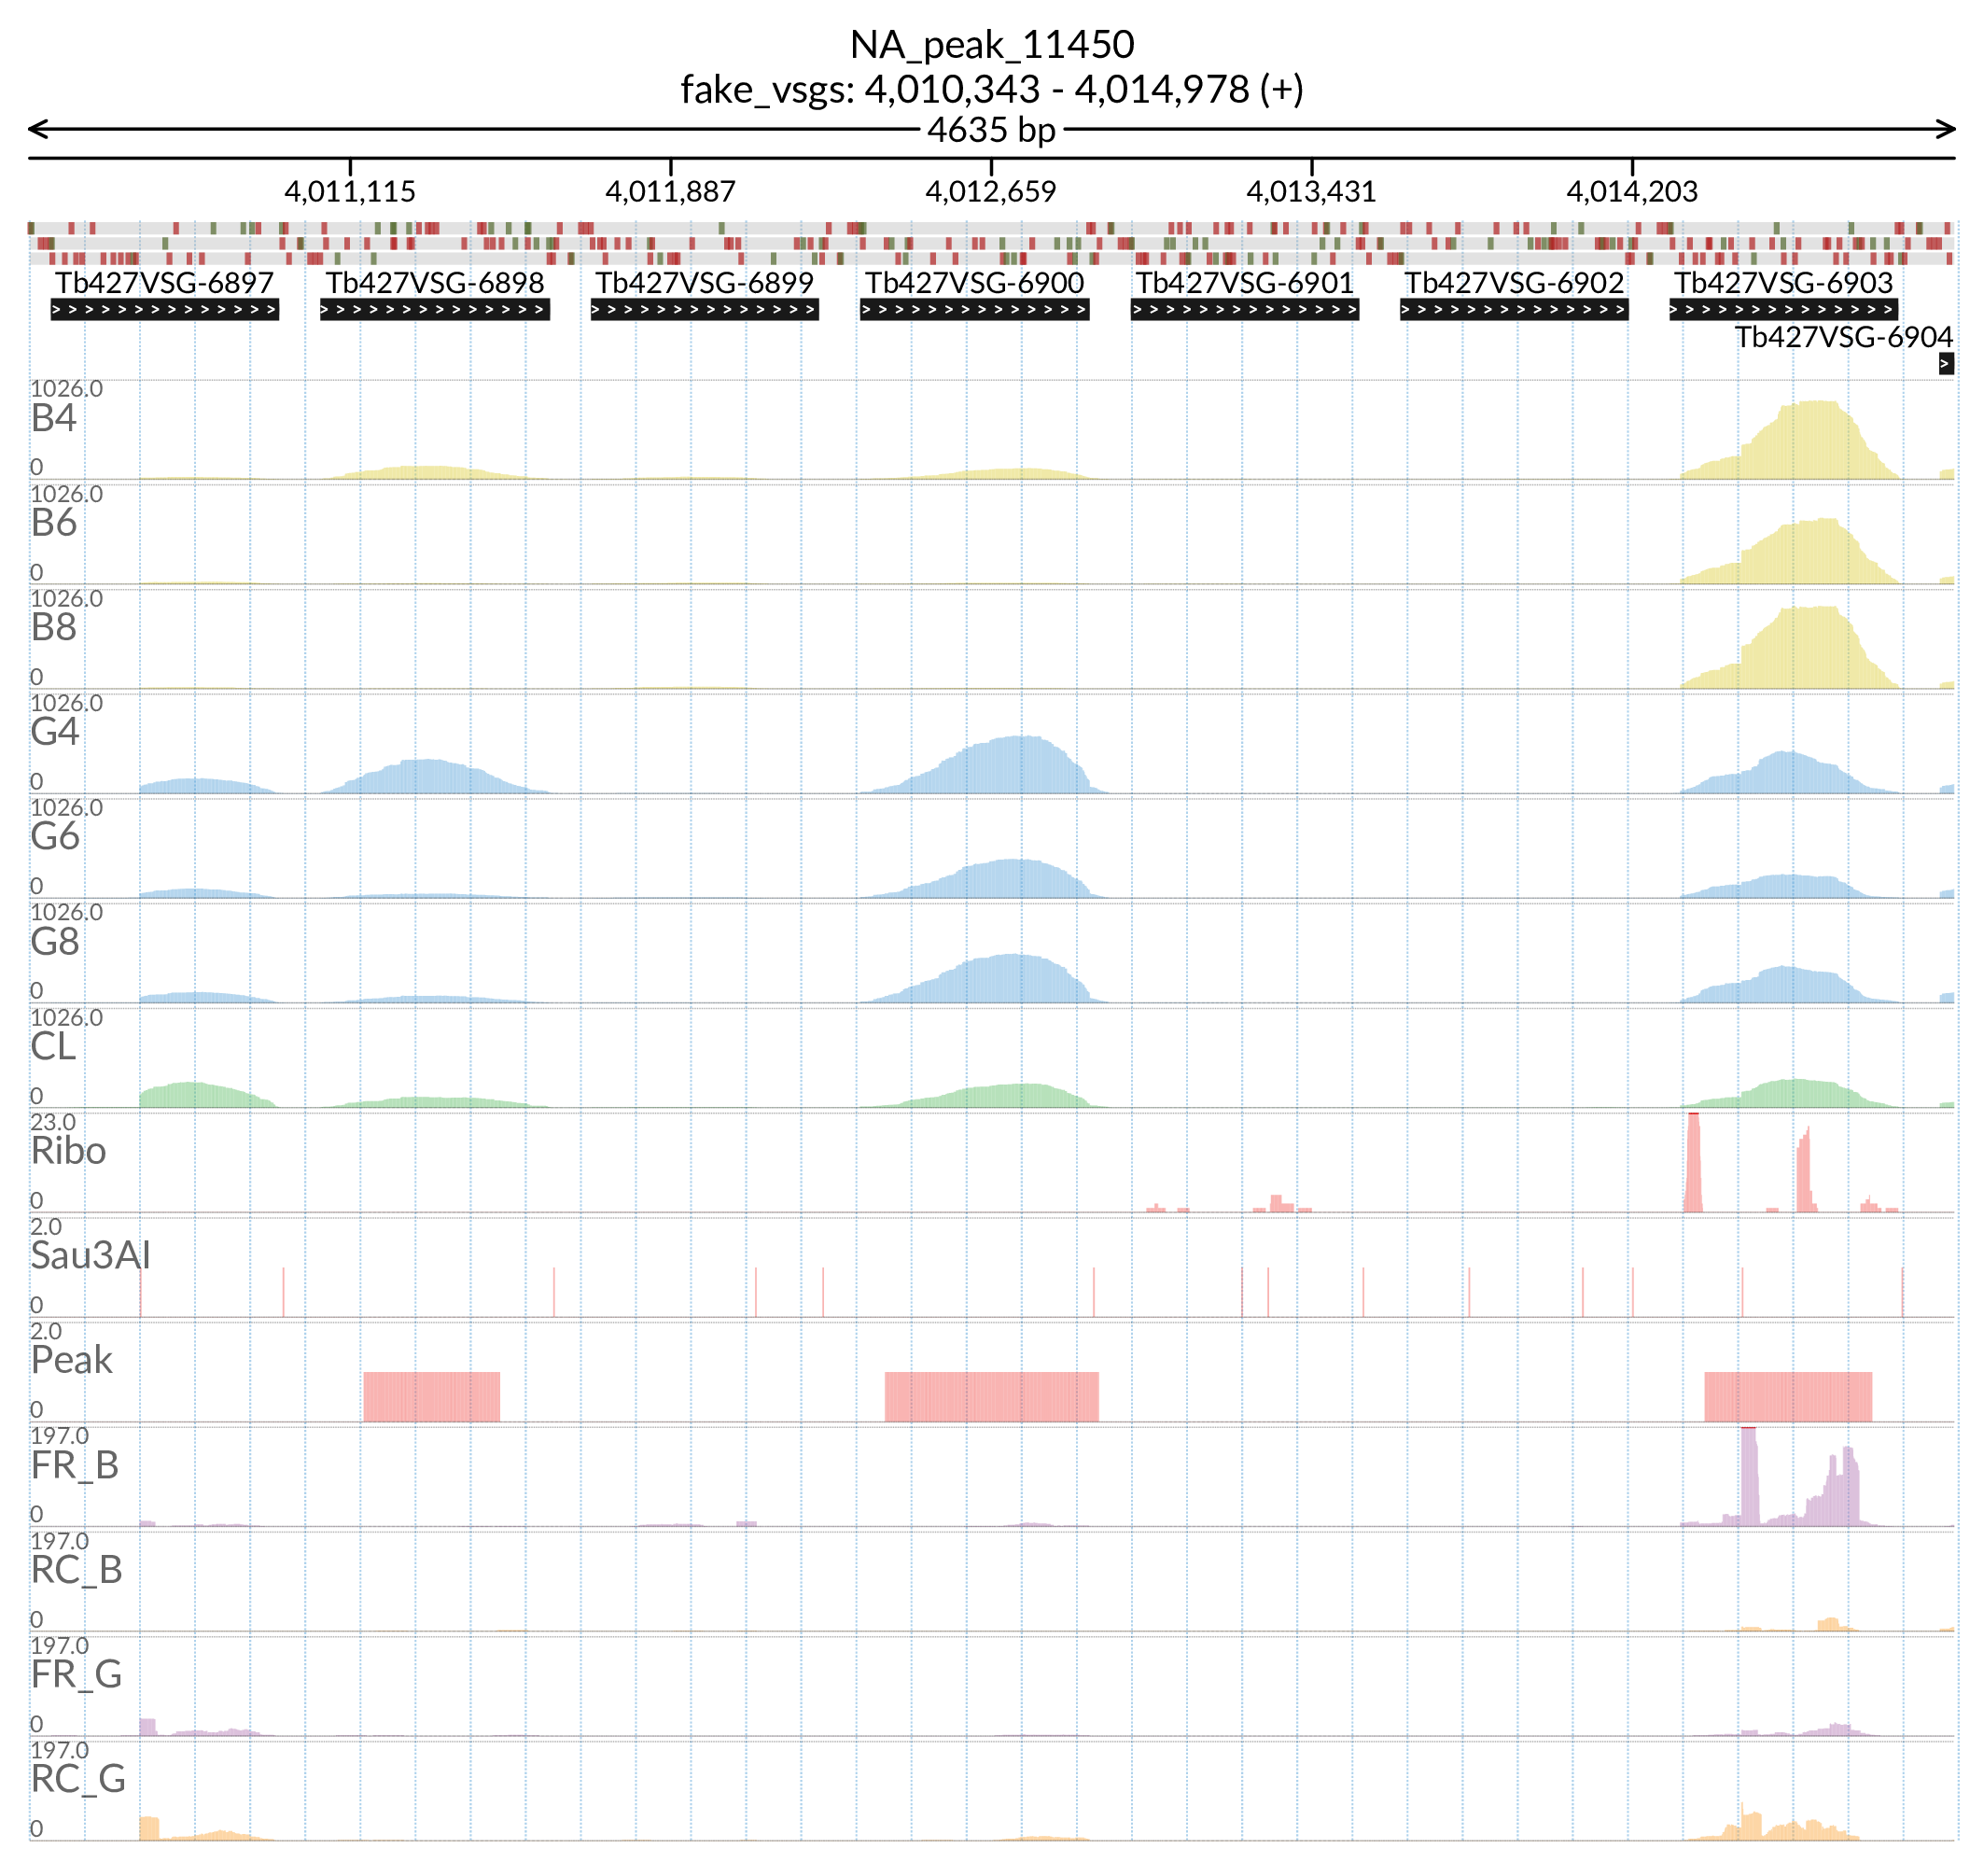 NA_peak_11450
fake_vsgs: 4,010,343 - 4,014,978 (+)
4635 bp
4,011,115 4,011,887 4,012,659 4,013,431 4,014,203
Tb427VSG-6897 Tb427VSG-6898 Tb427VSG-6899 Tb427VSG-6900 Tb427VSG-6901 Tb427VSG-6902 Tb427VSG-6903
Tb427VSG-6904
1026.0
B4
0
1026.0
B6
0
1026.0
B8
0
1026.0
G4
0
1026.0
G6
0
1026.0
G8
0
1026.0
CL
0
23.0
Ribo
0
2.0
Sau3AI
0
2.0
Peak
0
197.0
FR_B
0
197.0
RC_B
0
197.0
FR_G
0
197.0
RC_G
0